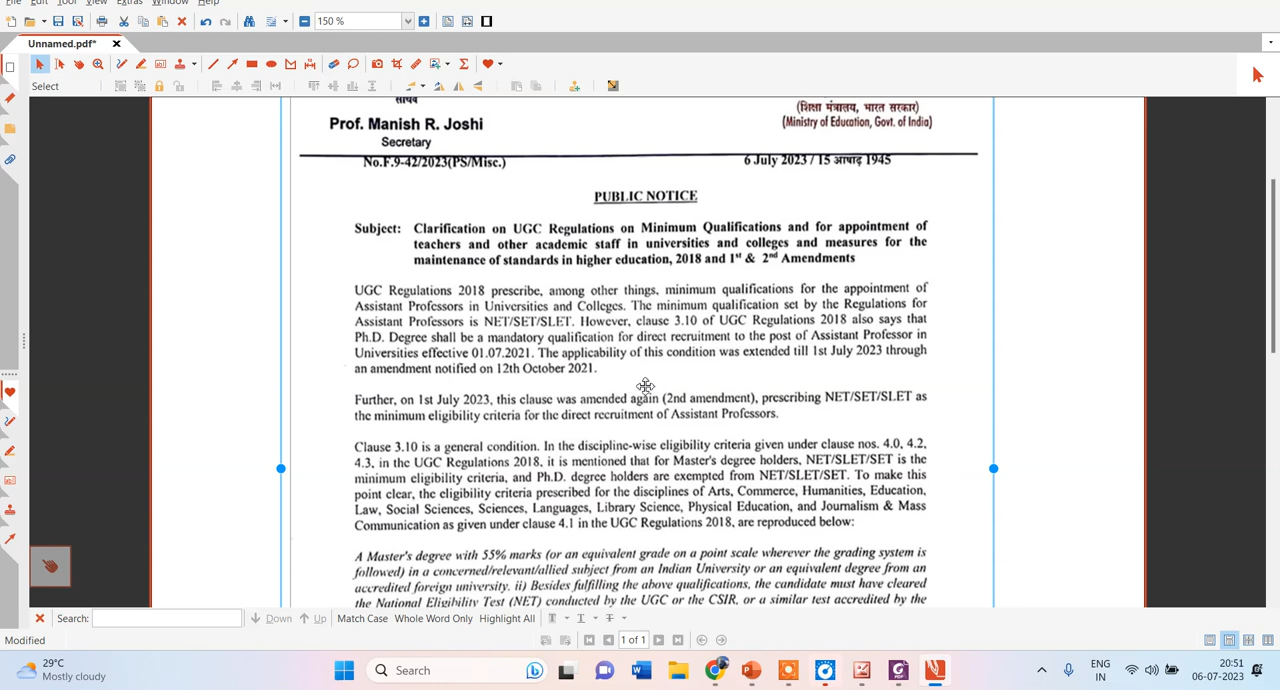 File Edit Tool View Extras Window Help
150 %
Unnamed.pdf*
Select
सचिव
Prof. Manish R. Joshi
Secretary
(शिक्षा मंत्रालय, भारत सरकार)
(Ministry of Education, Govt. of India)
No.F.9-42/2023(PS/Misc.)
6 July 2023 / 15 आषाढ़ 1945
PUBLIC NOTICE
Subject: Clarification on UGC Regulations on Minimum Qualifications and for appointment of
teachers and other academic staff in universities and colleges and measures for the
maintenance of standards in higher education, 2018 and 1st & 2nd Amendments
UGC Regulations 2018 prescribe, among other things, minimum qualifications for the appointment of
Assistant Professors in Universities and Colleges. The minimum qualification set by the Regulations for
Assistant Professors is NET/SET/SLET. However, clause 3.10 of UGC Regulations 2018 also says that
Ph.D. Degree shall be a mandatory qualification for direct recruitment to the post of Assistant Professor in
Universities effective 01.07.2021. The applicability of this condition was extended till 1st July 2023 through
an amendment notified on 12th October 2021.
Further, on 1st July 2023, this clause was amended again (2nd amendment), prescribing NET/SET/SLET as
the minimum eligibility criteria for the direct recruitment of Assistant Professors.
Clause 3.10 is a general condition. In the discipline-wise eligibility criteria given under clause nos. 4.0, 4.2,
4.3, in the UGC Regulations 2018, it is mentioned that for Master's degree holders, NET/SLET/SET is the
minimum eligibility criteria, and Ph.D. degree holders are exempted from NET/SLET/SET. To make this
point clear, the eligibility criteria prescribed for the disciplines of Arts, Commerce, Humanities, Education,
Law, Social Sciences, Sciences, Languages, Library Science, Physical Education, and Journalism & Mass
Communication as given under clause 4.1 in the UGC Regulations 2018, are reproduced below:
A Master's degree with 55% marks (or an equivalent grade on a point scale wherever the grading system is
followed) in a concerned/relevant/allied subject from an Indian University or an equivalent degree from an
accredited foreign university. ii) Besides fulfilling the above qualifications, the candidate must have cleared
the National Eligibility Test (NET) conducted by the UGC or the CSIR, or a similar test accredited by the
Search: Down Up Match Case Whole Word Only Highlight All
Modified
1 of 1
29°C
Mostly cloudy
Search
ENG
IN
20:51
06-07-2023